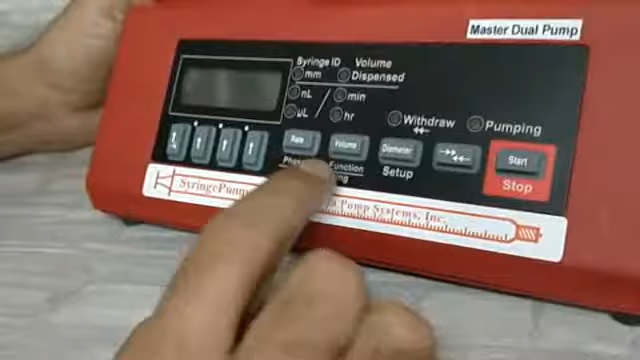 Master Dual Pump
Syringe ID Volume
mm Dispensed
nL min
µL / hr
Withdraw
Pumping
Rate Volume Diameter Start
Function
Setup
Stop
Pump Systems, Inc.